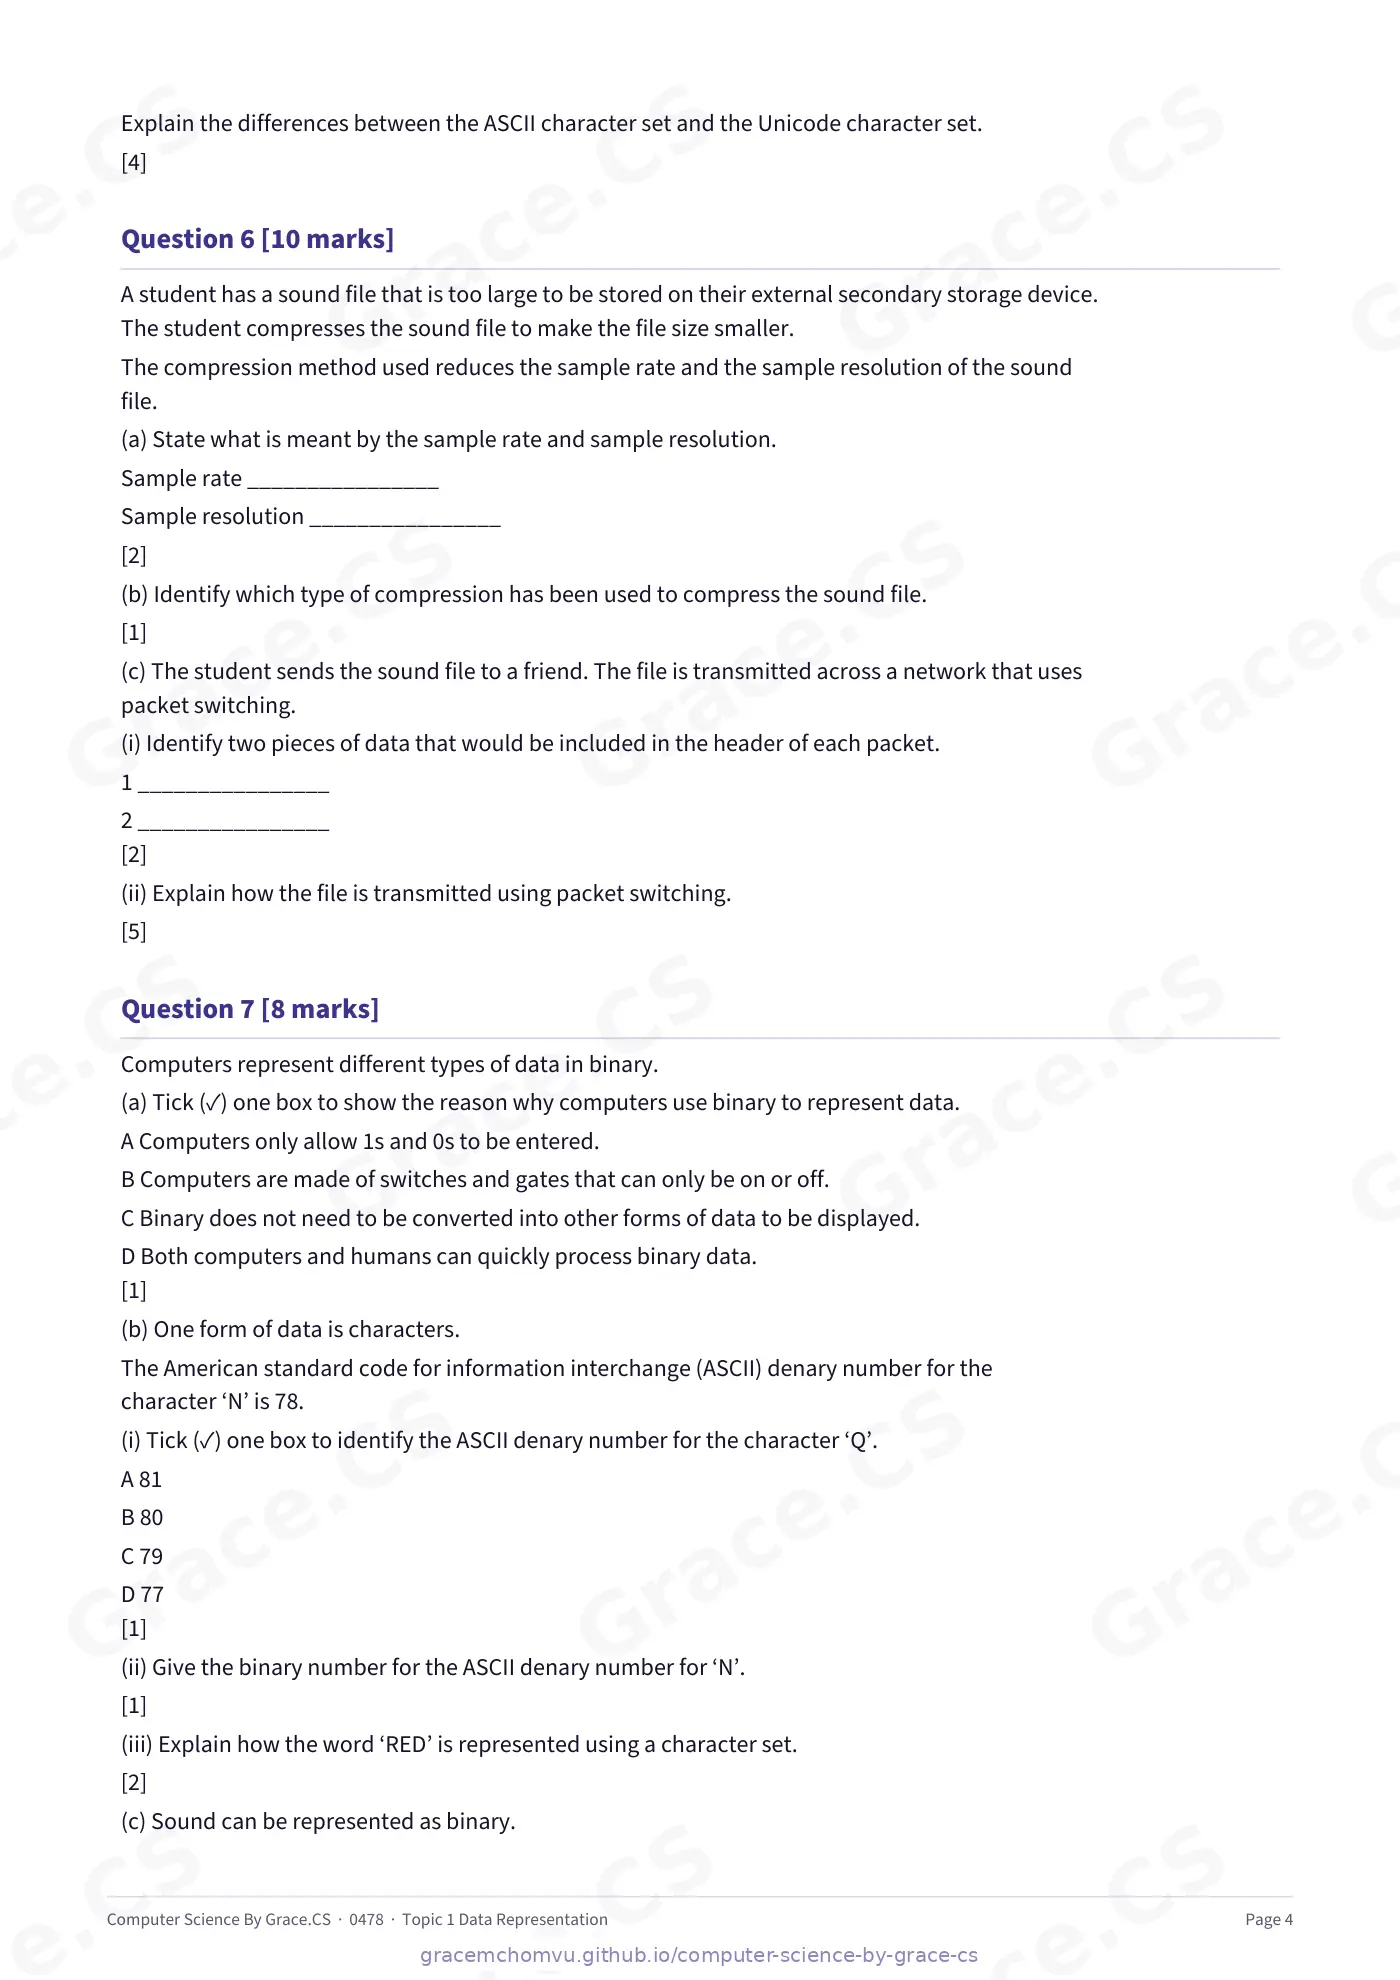 Explain the differences between the ASCII character set and the Unicode character set.
[4]
Question 6 [10 marks]
A student has a sound file that is too large to be stored on their external secondary storage device.
The student compresses the sound file to make the file size smaller.
The compression method used reduces the sample rate and the sample resolution of the sound
file.
(a) State what is meant by the sample rate and sample resolution.
Sample rate ________________
Sample resolution ________________
[2]
(b) Identify which type of compression has been used to compress the sound file.
[1]
(c) The student sends the sound file to a friend. The file is transmitted across a network that uses
packet switching.
(i) Identify two pieces of data that would be included in the header of each packet.
1 ________________
2 ________________
[2]
(ii) Explain how the file is transmitted using packet switching.
[5]
Question 7 [8 marks]
Computers represent different types of data in binary.
(a) Tick (✓) one box to show the reason why computers use binary to represent data.
A Computers only allow 1s and 0s to be entered.
B Computers are made of switches and gates that can only be on or off.
C Binary does not need to be converted into other forms of data to be displayed.
D Both computers and humans can quickly process binary data.
[1]
(b) One form of data is characters.
The American standard code for information interchange (ASCII) denary number for the
character ‘N’ is 78.
(i) Tick (✓) one box to identify the ASCII denary number for the character ‘Q’.
A 81
B 80
C 79
D 77
[1]
(ii) Give the binary number for the ASCII denary number for ‘N’.
[1]
(iii) Explain how the word ‘RED’ is represented using a character set.
[2]
(c) Sound can be represented as binary.
Computer Science By Grace.CS · 0478 · Topic 1 Data Representation
Page 4
gracemchomvu.github.io/computer-science-by-grace-cs
Grace.CS